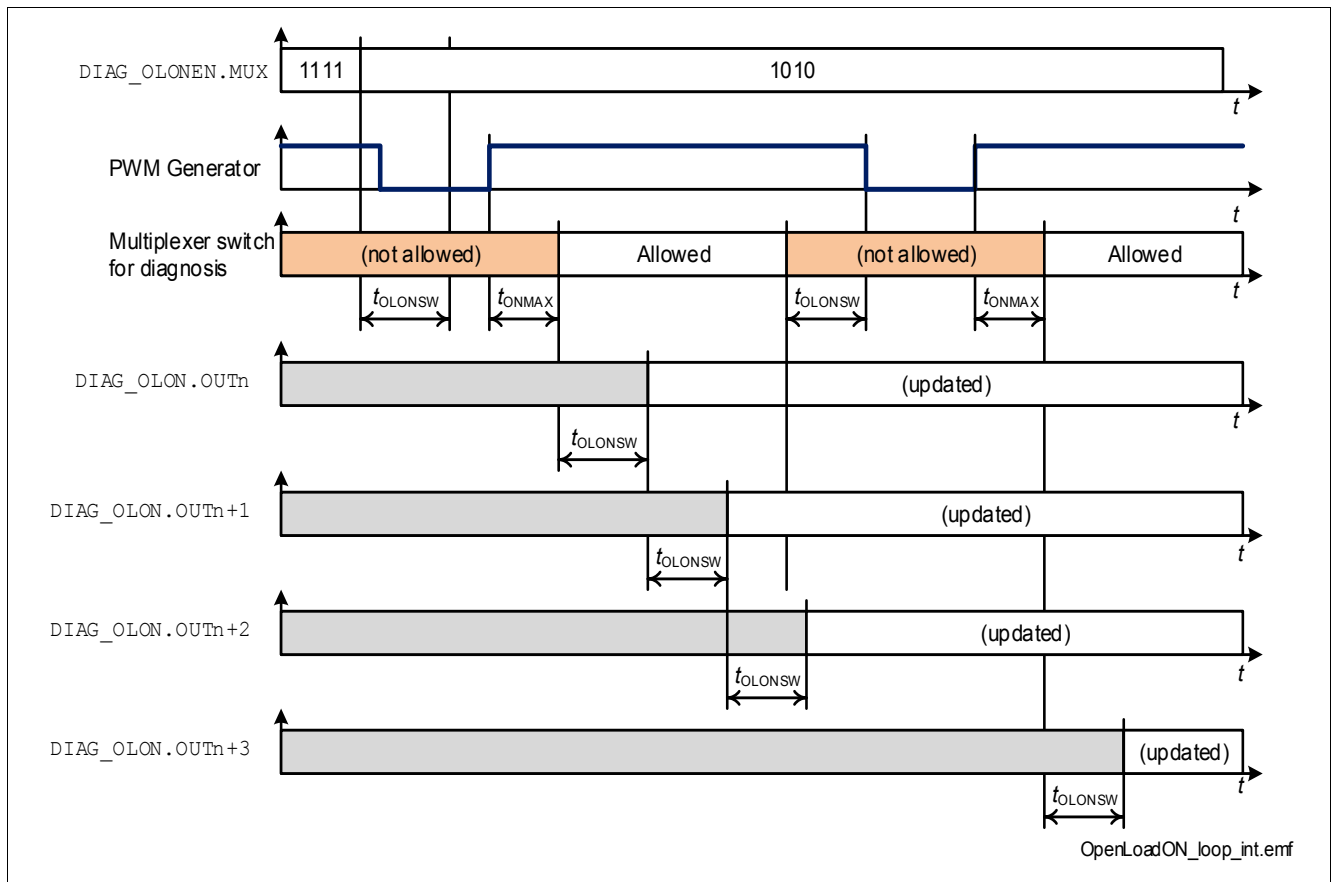 DIAG_OLONEN.MUX 1111 1010
t
PWM Generator
t
Multiplexer switch
for diagnosis
(not allowed) Allowed (not allowed) Allowed
t
tOLONSW tONMAX tOLONSW tONMAX
DIAG_OLON.OUTn (updated)
t
tOLONSW
DIAG_OLON.OUTn+1 (updated)
t
tOLONSW
DIAG_OLON.OUTn+2 (updated)
t
tOLONSW
DIAG_OLON.OUTn+3 (updated)
t
tOLONSW
OpenLoadON_loop_int.emf